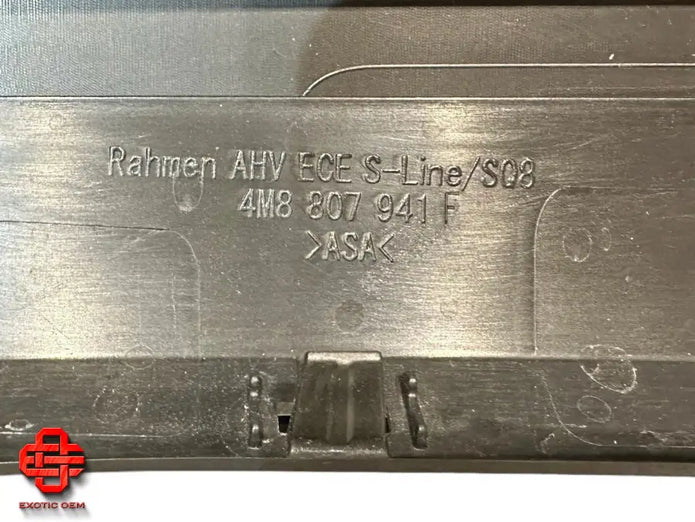 Rahmen AHV ECE S-Line/SQ8
4M8 807 941 F
>ASA<
EXOTIC OEM